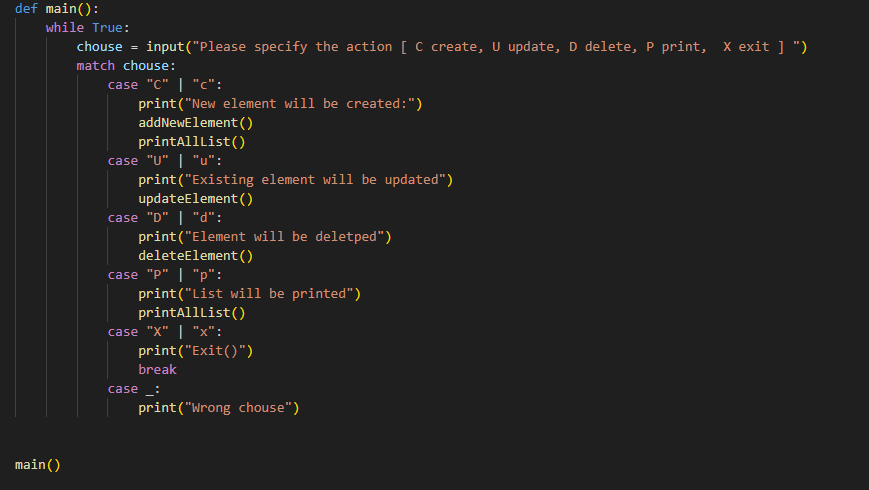 def main():
    while True:
        chouse = input("Please specify the action [ C create, U update, D delete, P print,  X exit ] ")
        match chouse:
            case "C" | "c":
                print("New element will be created:")
                addNewElement()
                printAllList()
            case "U" | "u":
                print("Existing element will be updated")
                updateElement()
            case "D" | "d":
                print("Element will be deletped")
                deleteElement()
            case "P" | "p":
                print("List will be printed")
                printAllList()
            case "X" | "x":
                print("Exit()")
                break
            case _:
                print("Wrong chouse")
main()